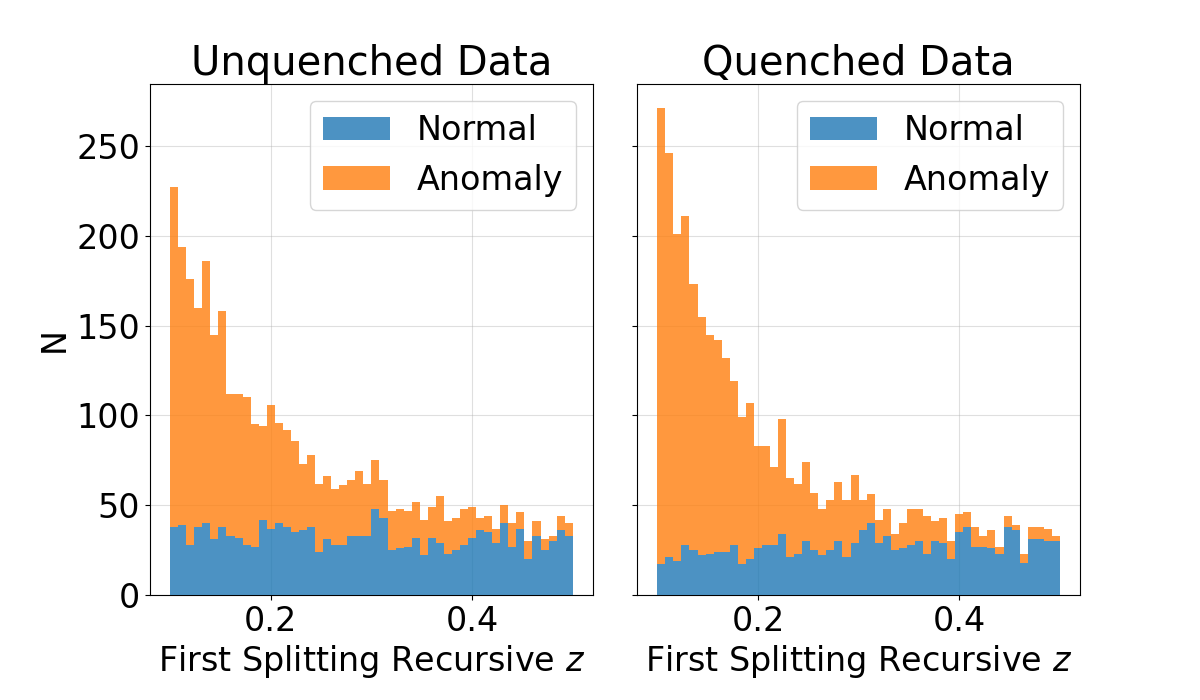 Unquenched Data
Quenched Data
Normal
Anomaly
Normal
Anomaly
250
200
150
100
50
0
N
0.2
0.4
0.2
0.4
First Splitting Recursive z
First Splitting Recursive z